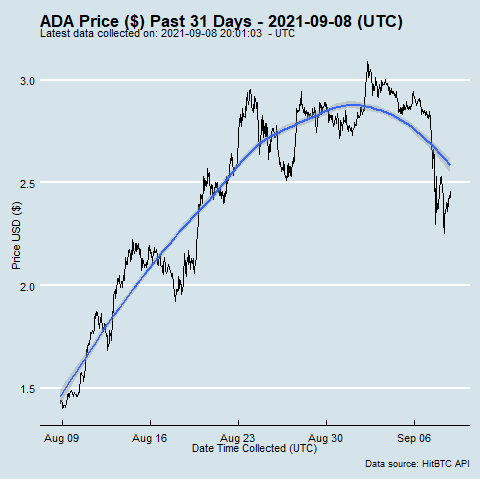 ADA Price ($) Past 31 Days - 2021-09-08 (UTC)
Latest data collected on: 2021-09-08 20:01:03  - UTC
3.0
2.5
2.0
1.5
Price USD ($)
Aug 09 Aug 16 Aug 23 Aug 30 Sep 06
Date Time Collected (UTC)
Data source: HitBTC API